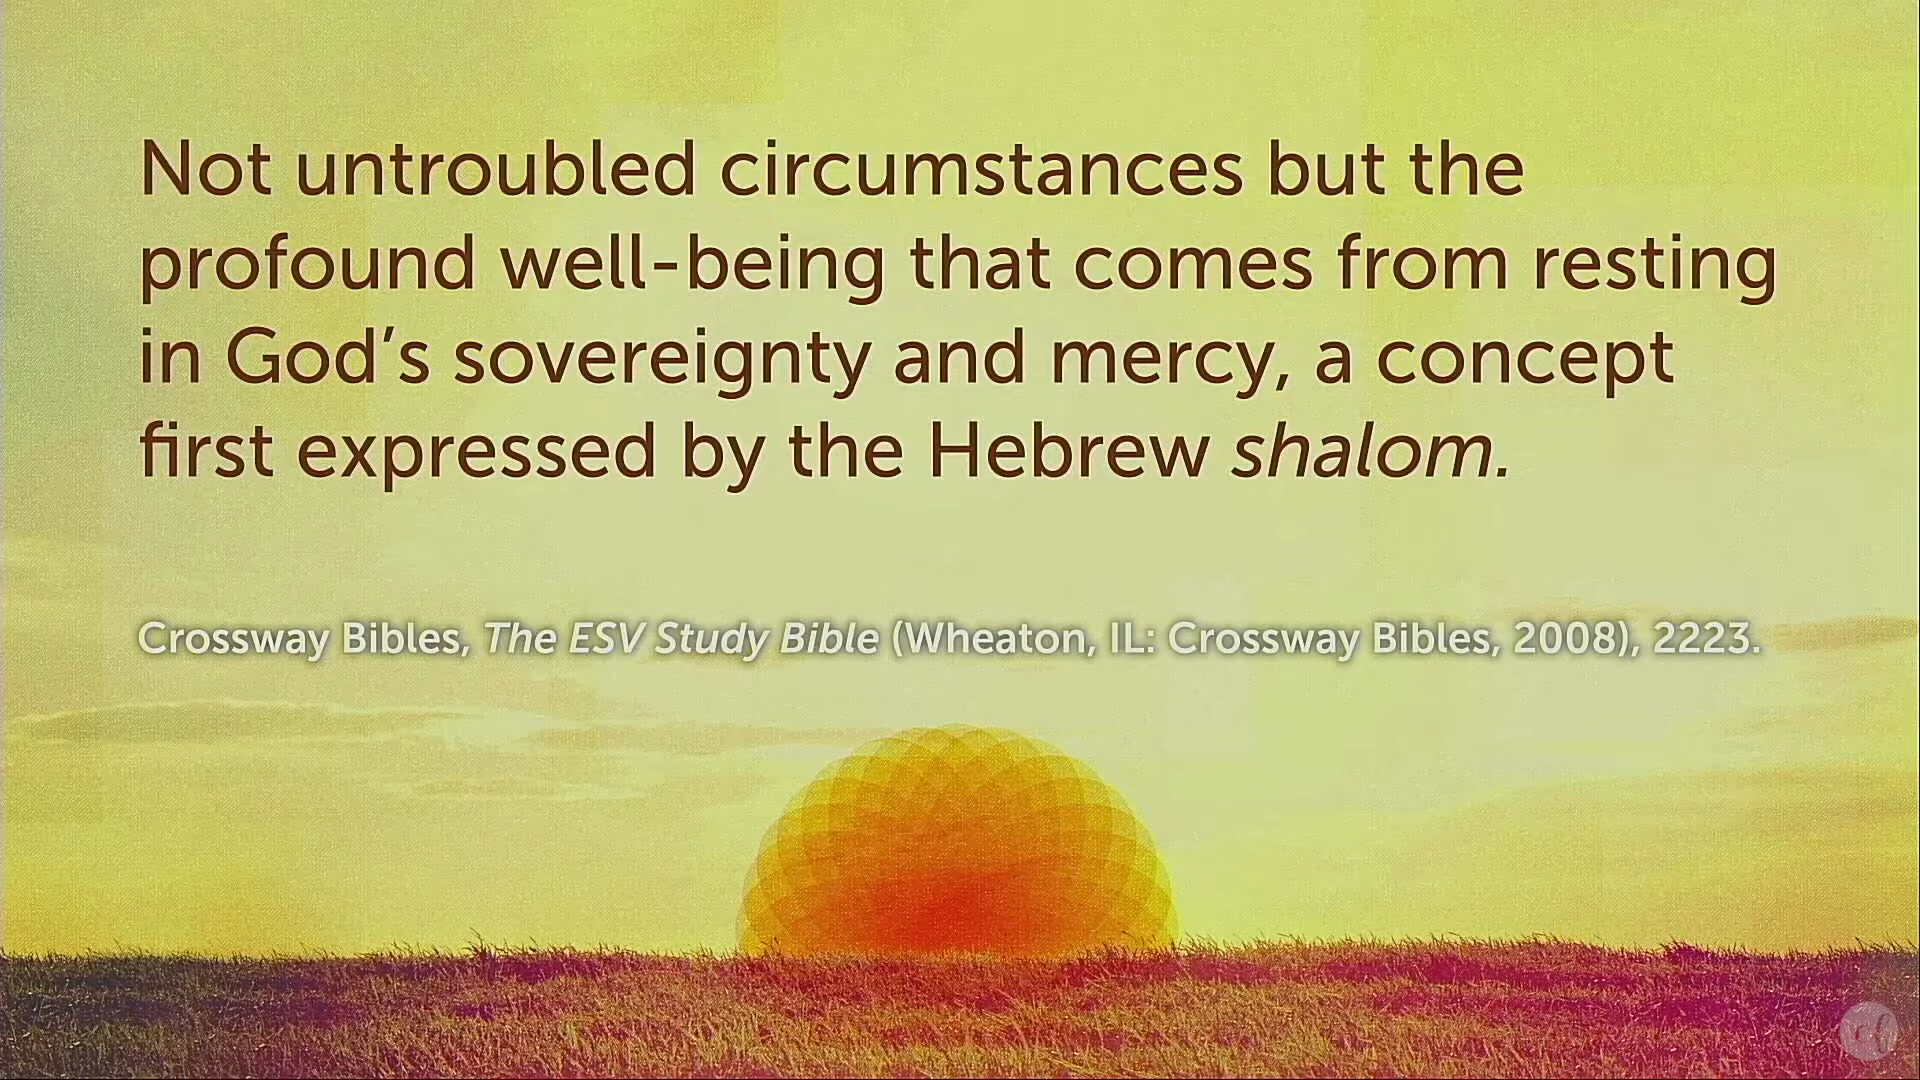 Not untroubled circumstances but the
profound well-being that comes from resting
in God’s sovereignty and mercy, a concept
first expressed by the Hebrew shalom.
Crossway Bibles, The ESV Study Bible (Wheaton, IL: Crossway Bibles, 2008), 2223.